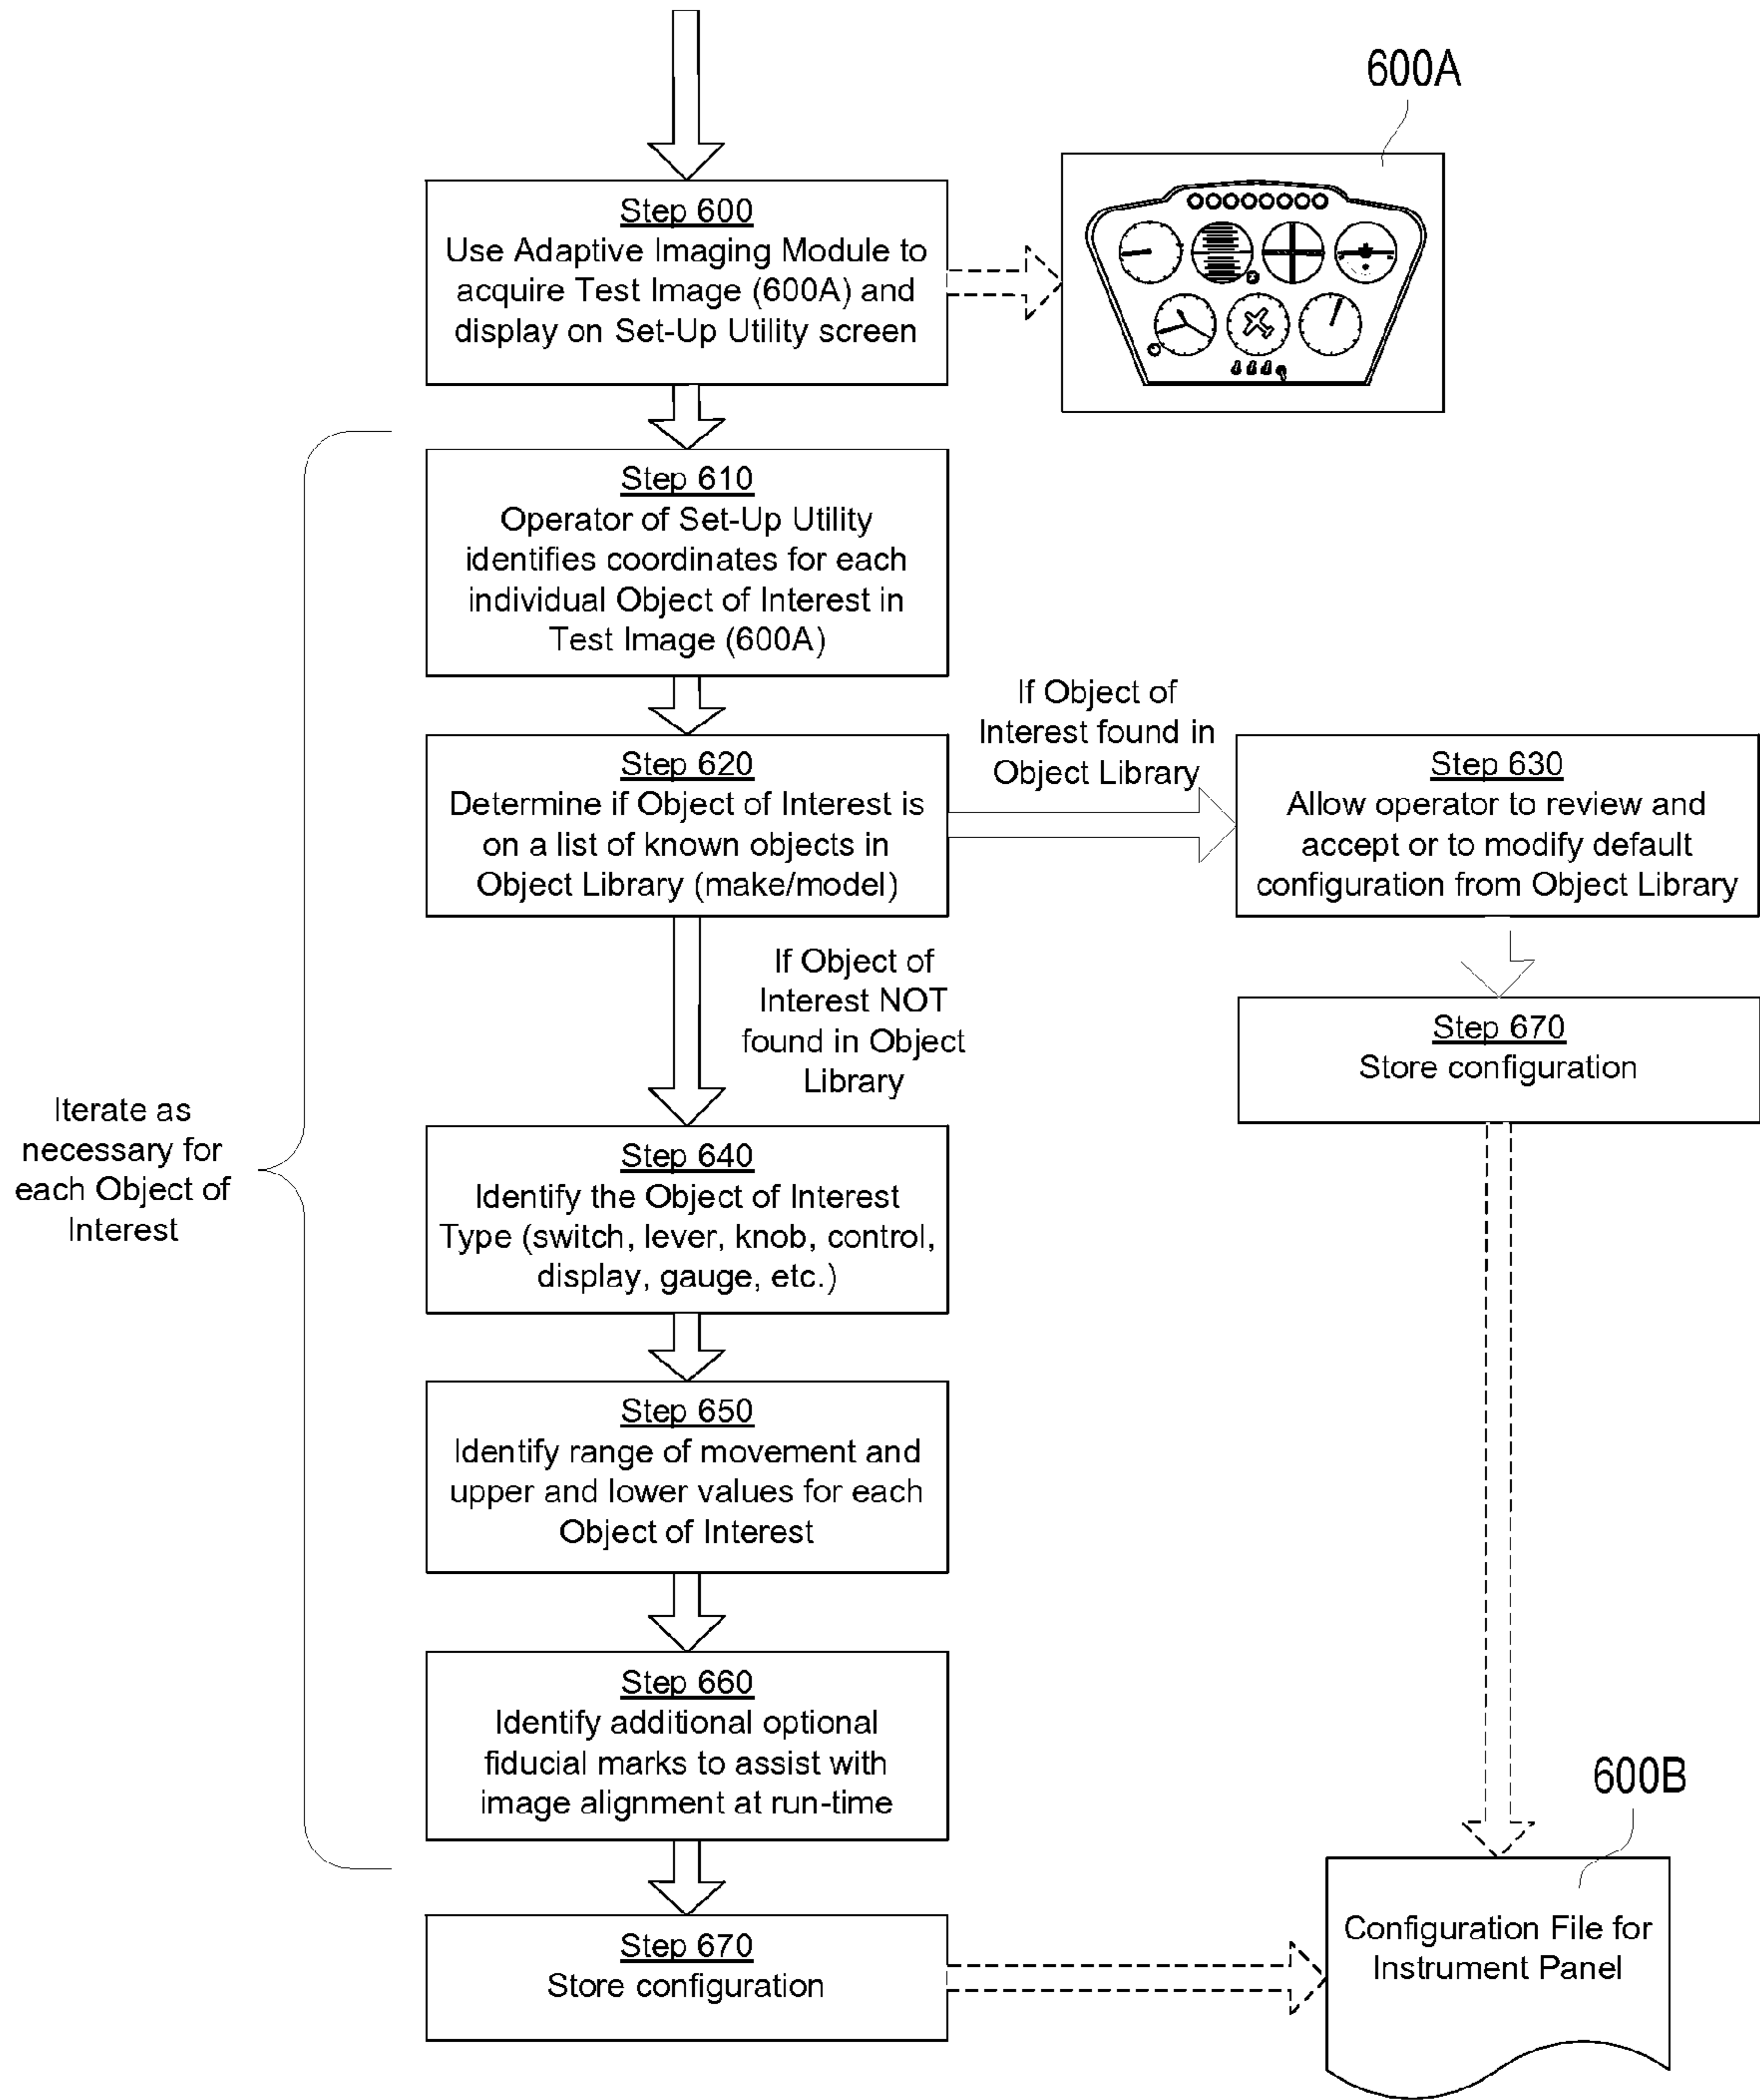 600A
Step 600
Use Adaptive Imaging Module to
acquire Test Image (600A) and
display on Set-Up Utility screen
Step 610
Operator of Set-Up Utility
identifies coordinates for each
individual Object of Interest in
Test Image (600A)
If Object of
Interest found in
Object Library
Step 620
Determine if Object of Interest is
on a list of known objects in
Object Library (make/model)
Step 630
Allow operator to review and
accept or to modify default
configuration from Object Library
If Object of
Interest NOT
found in Object
Library
Step 670
Store configuration
Iterate as
necessary for
each Object of
Interest
Step 640
Identify the Object of Interest
Type (switch, lever, knob, control,
display, gauge, etc.)
Step 650
Identify range of movement and
upper and lower values for each
Object of Interest
Step 660
Identify additional optional
fiducial marks to assist with
image alignment at run-time
600B
Step 670
Store configuration
Configuration File for
Instrument Panel